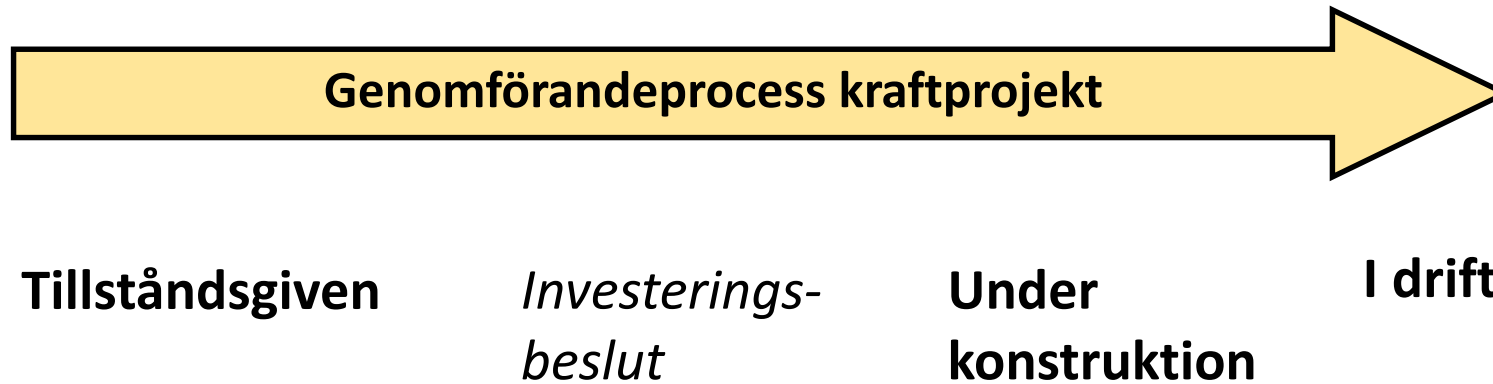 Genomförandeprocess kraftprojekt
Tillståndsgiven
Investerings-
beslut
Under
konstruktion
I drift